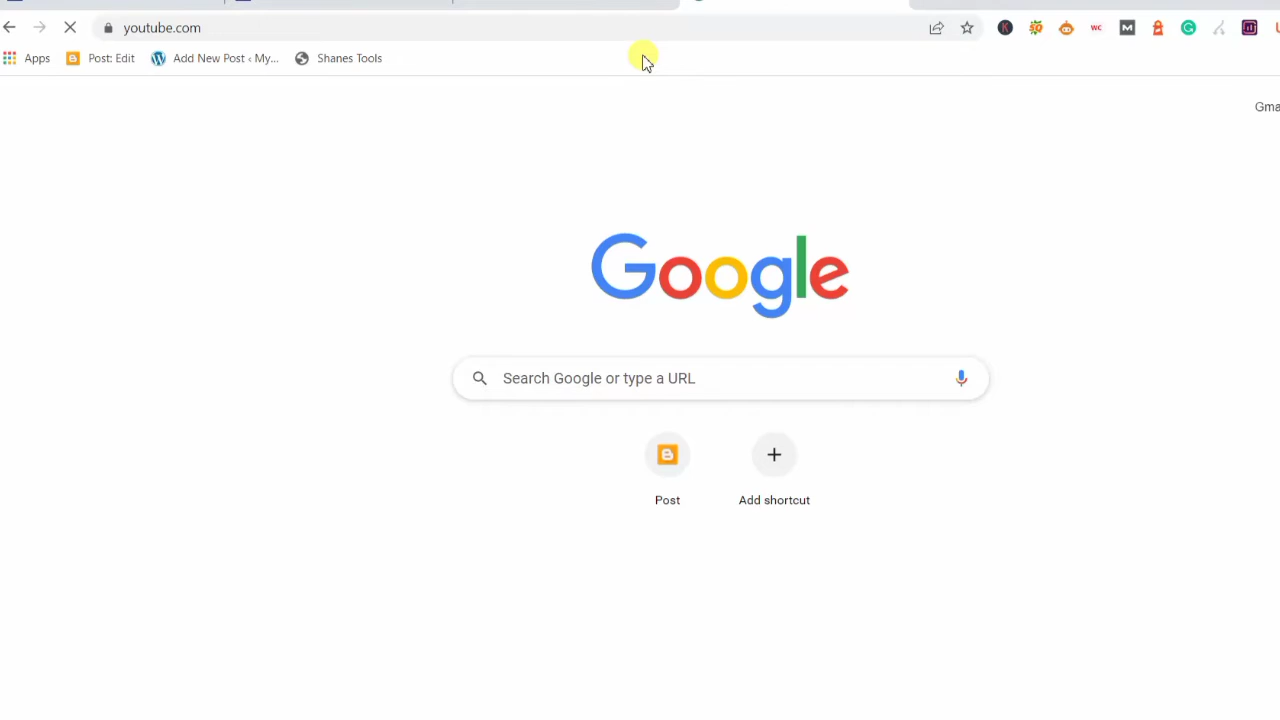 youtube.com
Apps
Post: Edit
Add New Post ‹ My...
Shanes Tools
Gma
Google
Search Google or type a URL
Post
Add shortcut